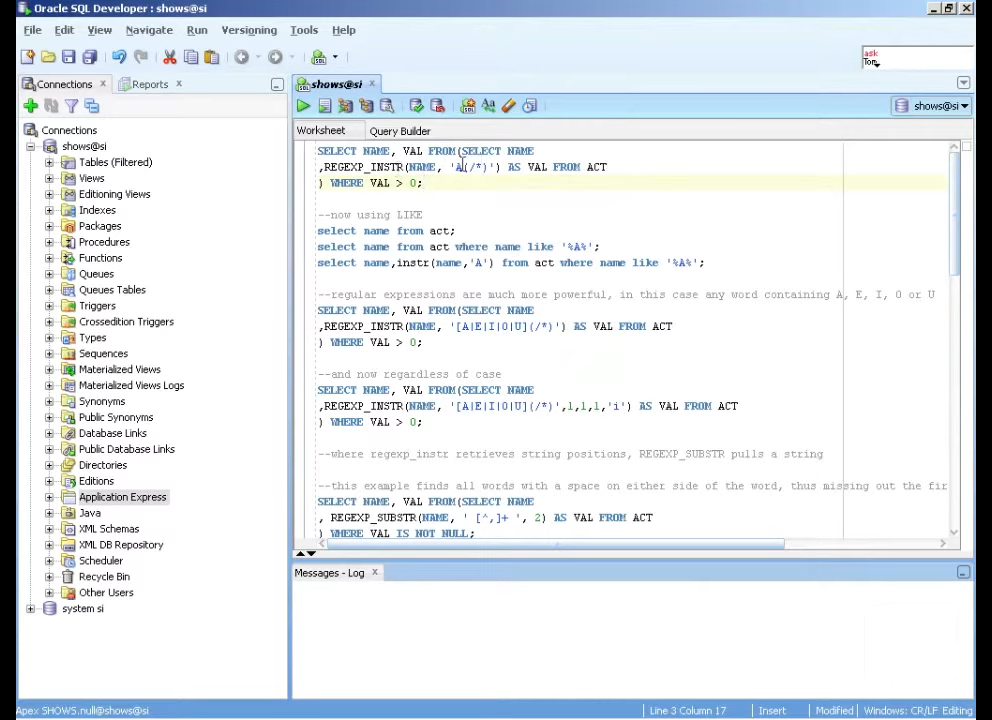 Oracle SQL Developer : shows@si
File Edit View Navigate Run Versioning Tools Help
ask
Tom
Connections
Reports
shows@si
shows@si
Worksheet
Query Builder
Connections
shows@si
Tables (Filtered)
Views
Editioning Views
Indexes
Packages
Procedures
Functions
Queues
Queues Tables
Triggers
Crossedition Triggers
Types
Sequences
Materialized Views
Materialized Views Logs
Synonyms
Public Synonyms
Database Links
Public Database Links
Directories
Editions
Application Express
Java
XML Schemas
XML DB Repository
Scheduler
Recycle Bin
Other Users
system si
SELECT NAME, VAL FROM(SELECT NAME
,REGEXP_INSTR(NAME, 'A(/*)') AS VAL FROM ACT
) WHERE VAL > 0;
--now using LIKE
select name from act;
select name from act where name like '%A%';
select name,instr(name,'A') from act where name like '%A%';
--regular expressions are much more powerful, in this case any word containing A, E, I, O or U
SELECT NAME, VAL FROM(SELECT NAME
,REGEXP_INSTR(NAME, '[A|E|I|O|U](/*)') AS VAL FROM ACT
) WHERE VAL > 0;
--and now regardless of case
SELECT NAME, VAL FROM(SELECT NAME
,REGEXP_INSTR(NAME, '[A|E|I|O|U](/*)',1,1,1,'i') AS VAL FROM ACT
) WHERE VAL > 0;
--where regexp_instr retrieves string positions, REGEXP_SUBSTR pulls a string
--this example finds all words with a space on either side of the word, thus missing out the fir
SELECT NAME, VAL FROM(SELECT NAME
, REGEXP_SUBSTR(NAME, ' [^,]+ ', 2) AS VAL FROM ACT
) WHERE VAL IS NOT NULL;
Messages - Log
Apex SHOWS.null@shows@si
Line 3 Column 17
Insert
Modified
Windows: CR/LF Editing